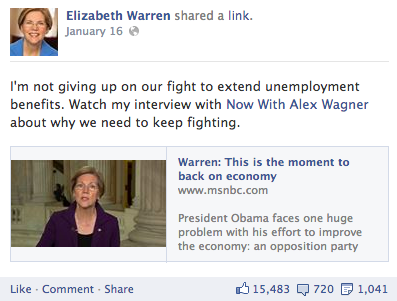 Elizabeth Warren shared a link.
January 16
I'm not giving up on our fight to extend unemployment
benefits. Watch my interview with Now With Alex Wagner
about why we need to keep fighting.
Warren: This is the moment to
back on economy
www.msnbc.com
President Obama faces one huge
problem with his effort to improve
the economy: an opposition party
Like · Comment · Share
15,483 720 1,041